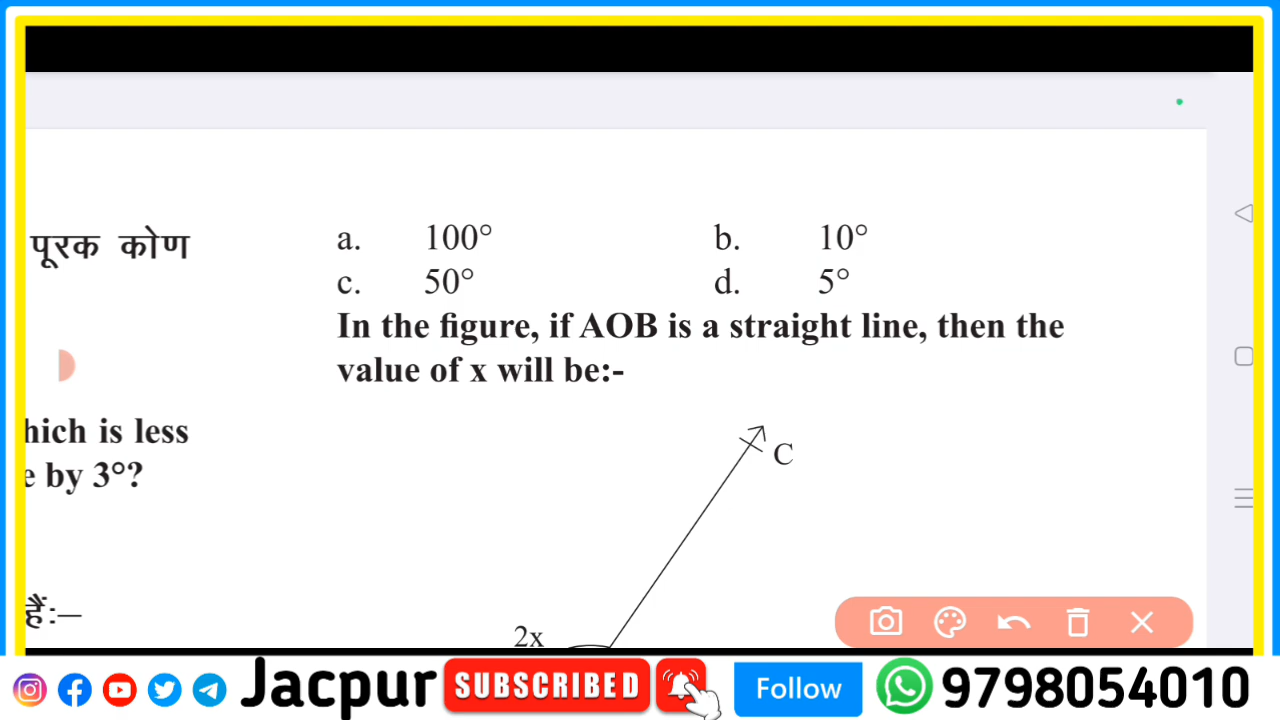 पूरक कोण
hich is less
e by 3°?
हैं:–
a. 100° b. 10°
c. 50° d. 5°
In the figure, if AOB is a straight line, then the
value of x will be:-
C
2x
Jacpur SUBSCRIBED Follow 9798054010